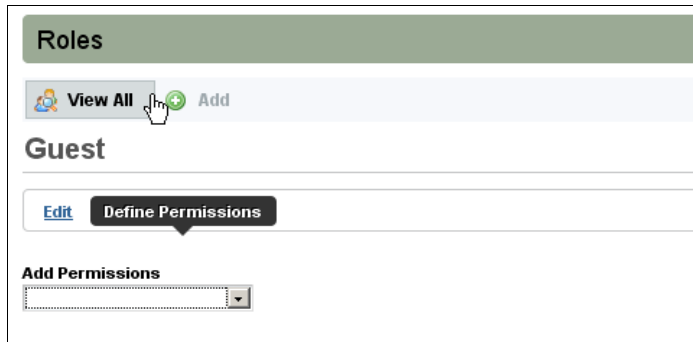 Roles
View All Add
Guest
Edit Define Permissions
Add Permissions